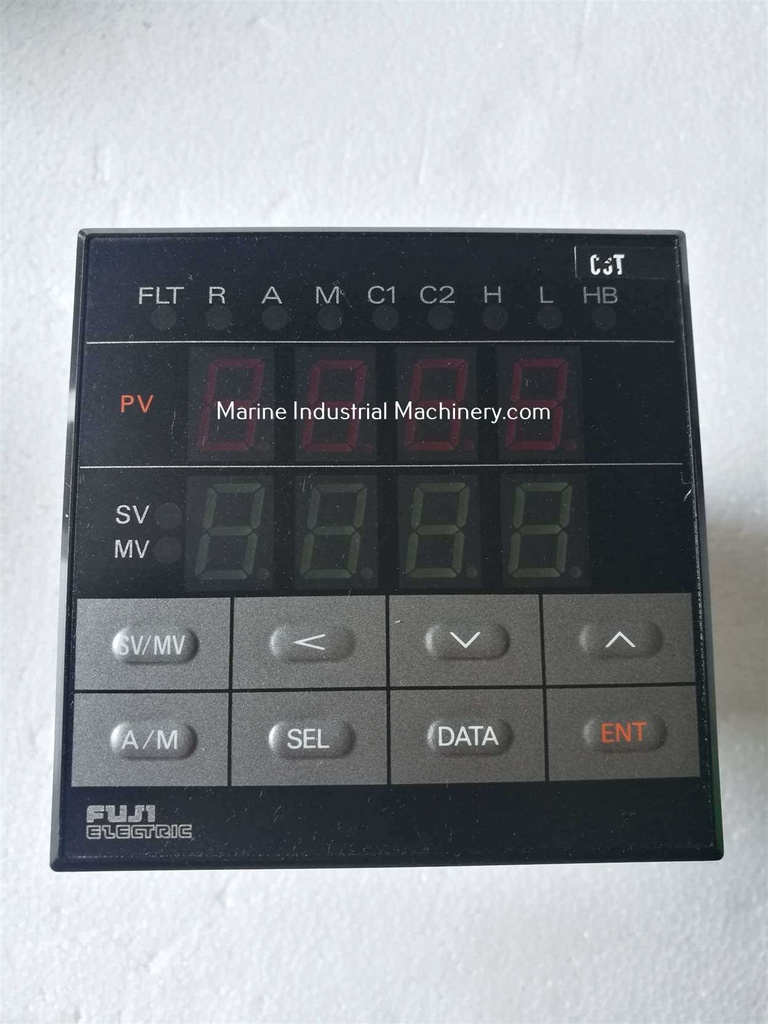 C3T
FLT R A M C1 C2 H L HB
PV
Marine Industrial Machinery.com
SV
MV
SV/MV < ∨ ∧
A/M SEL DATA ENT
FUJI
ELECTRIC